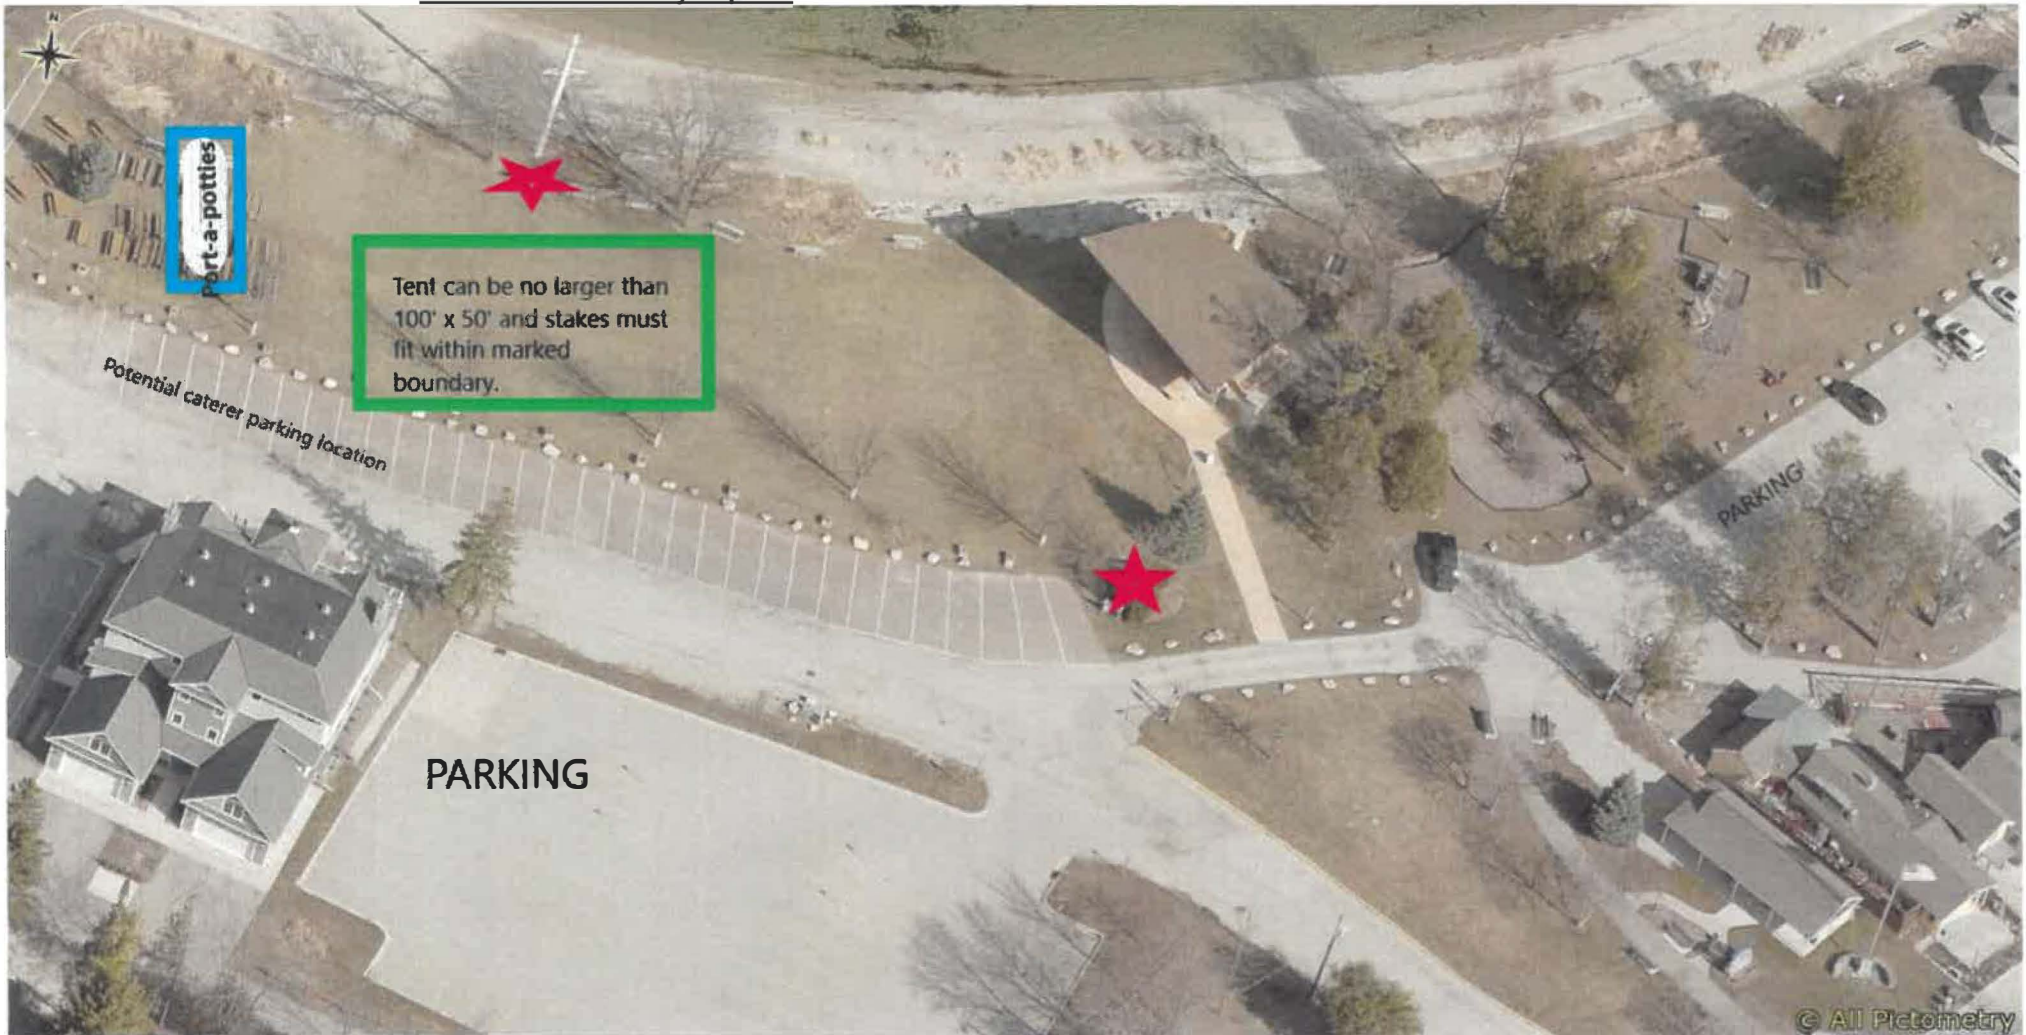 N
Port-a-potties
Tent can be no larger than
100' x 50' and stakes must
fit within marked
boundary.
Potential caterer parking location
PARKING
PARKING
© All Pictometry